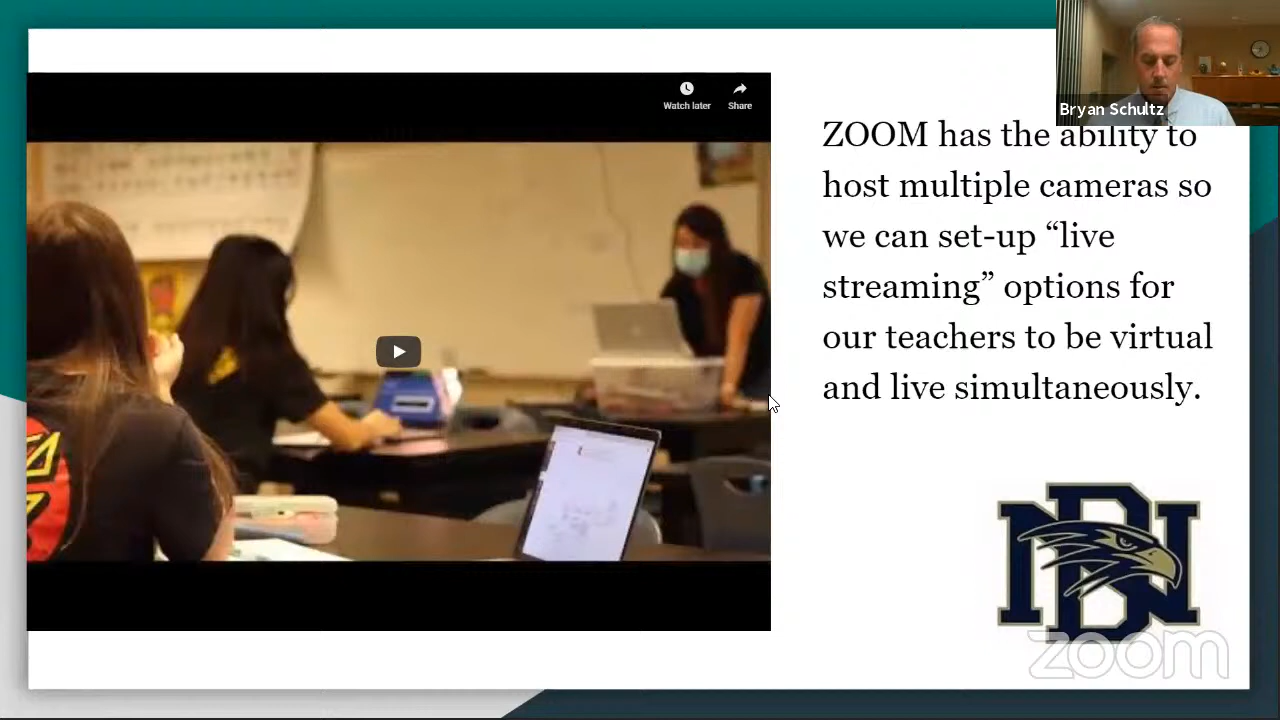 Watch later
Share
Bryan Schultz
ZOOM has the ability to
host multiple cameras so
we can set-up “live
streaming” options for
our teachers to be virtual
and live simultaneously.
BN
zoom